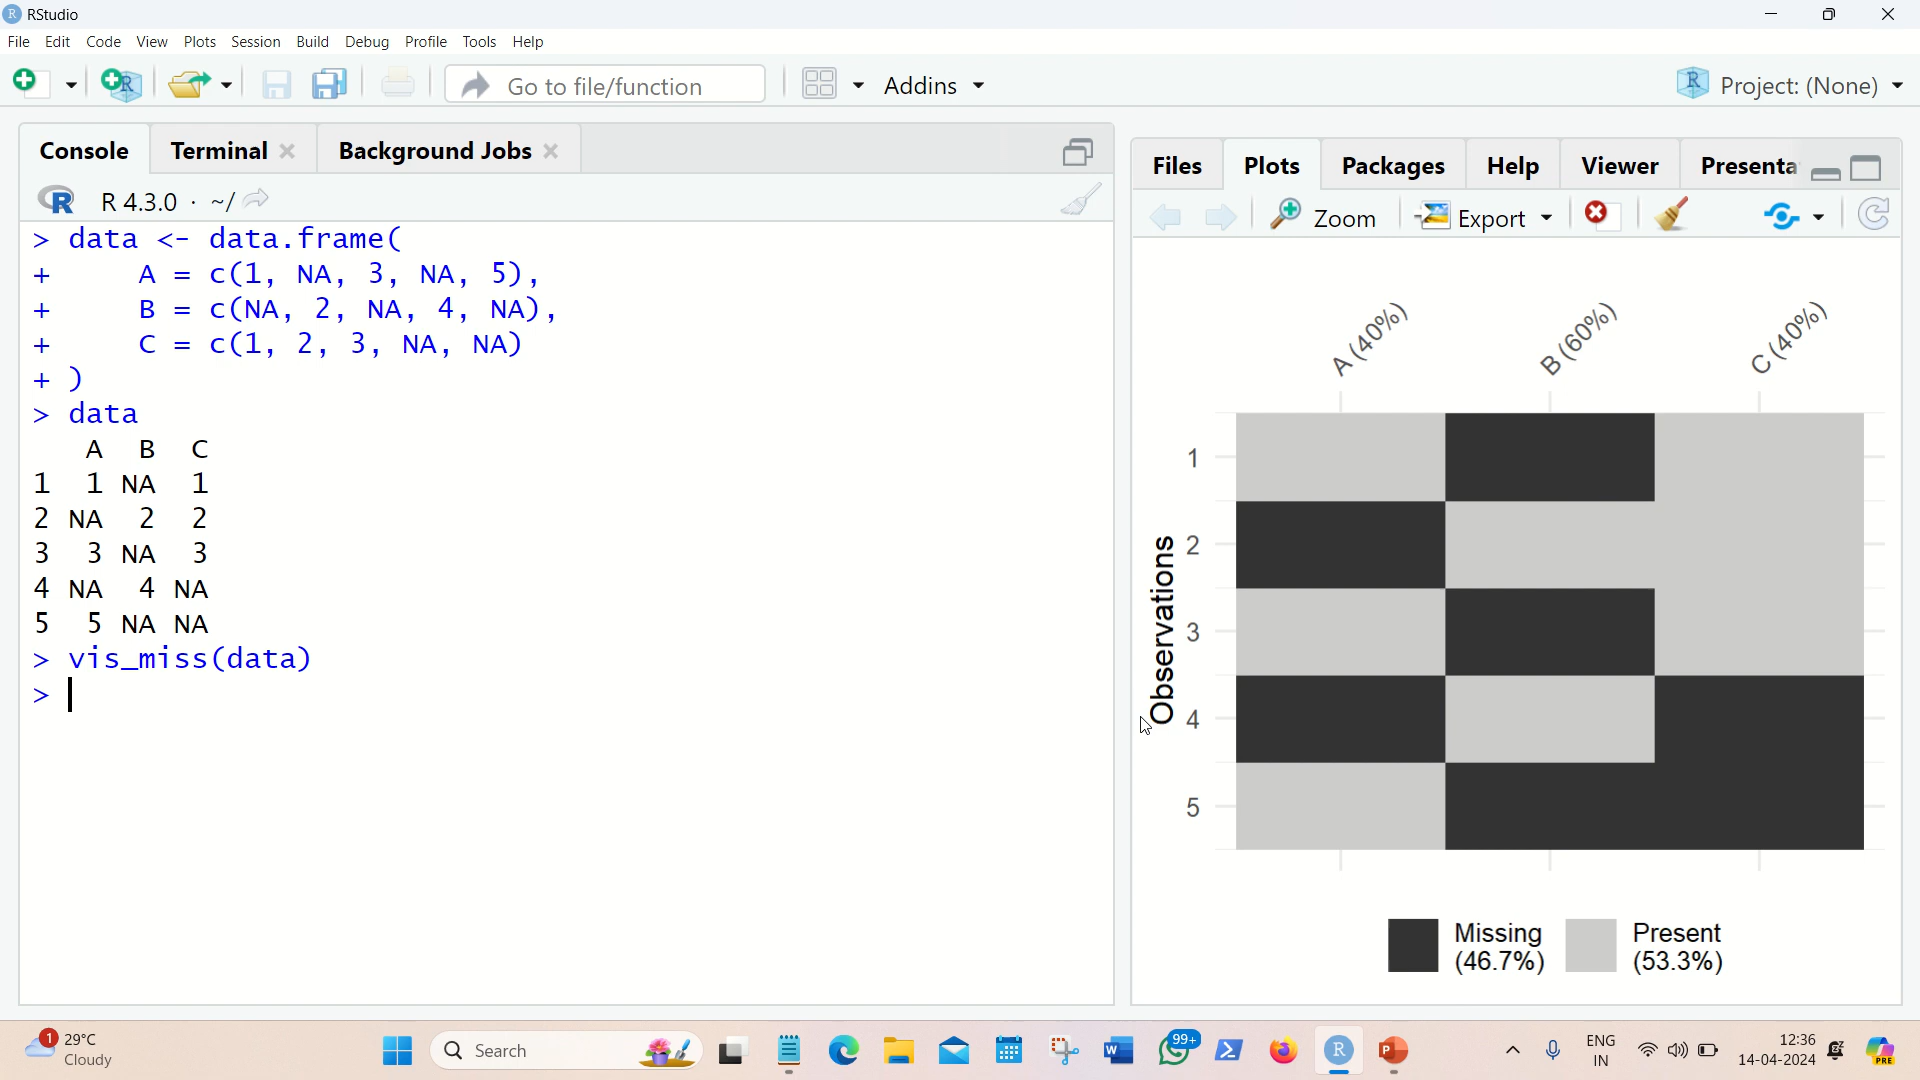 RStudio
File Edit Code View Plots Session Build Debug Profile Tools Help
Go to file/function
Addins
Project: (None)
Console Terminal Background Jobs
R 4.3.0 · ~/
> data <- data.frame(
+     A = c(1, NA, 3, NA, 5),
+     B = c(NA, 2, NA, 4, NA),
+     C = c(1, 2, 3, NA, NA)
+ )
> data
   A  B  C
1  1 NA  1
2 NA  2  2
3  3 NA  3
4 NA  4 NA
5  5 NA NA
> vis_miss(data)
>
Files Plots Packages Help Viewer Presenta
Zoom Export
A (40%) B (60%) C (40%)
Observations
1
2
3
4
5
Missing
(46.7%)
Present
(53.3%)
1
29°C
Cloudy
Search
99+
ENG
IN
12:36
14-04-2024
PRE